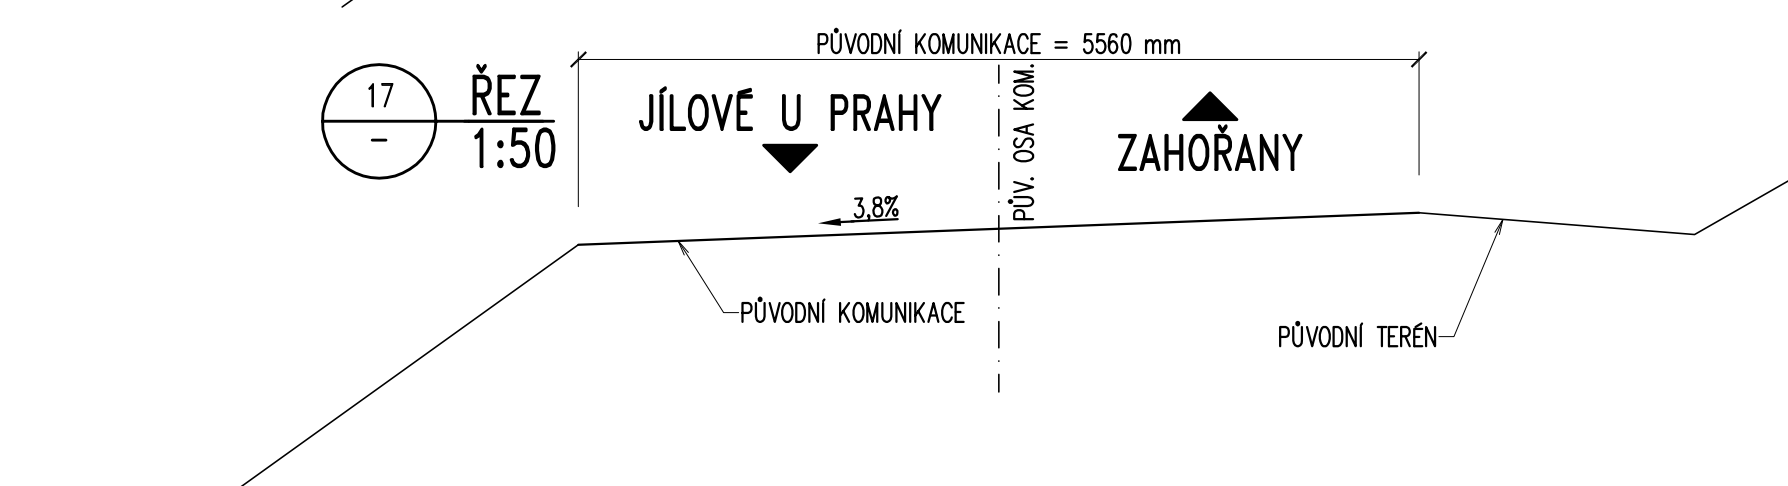 PŮVODNÍ KOMUNIKACE = 5560 mm
17
–
ŘEZ
1:50
JÍLOVÉ U PRAHY
PŮV. OSA KOM.
ZAHOŘANY
3,8%
PŮVODNÍ KOMUNIKACE
PŮVODNÍ TERÉN